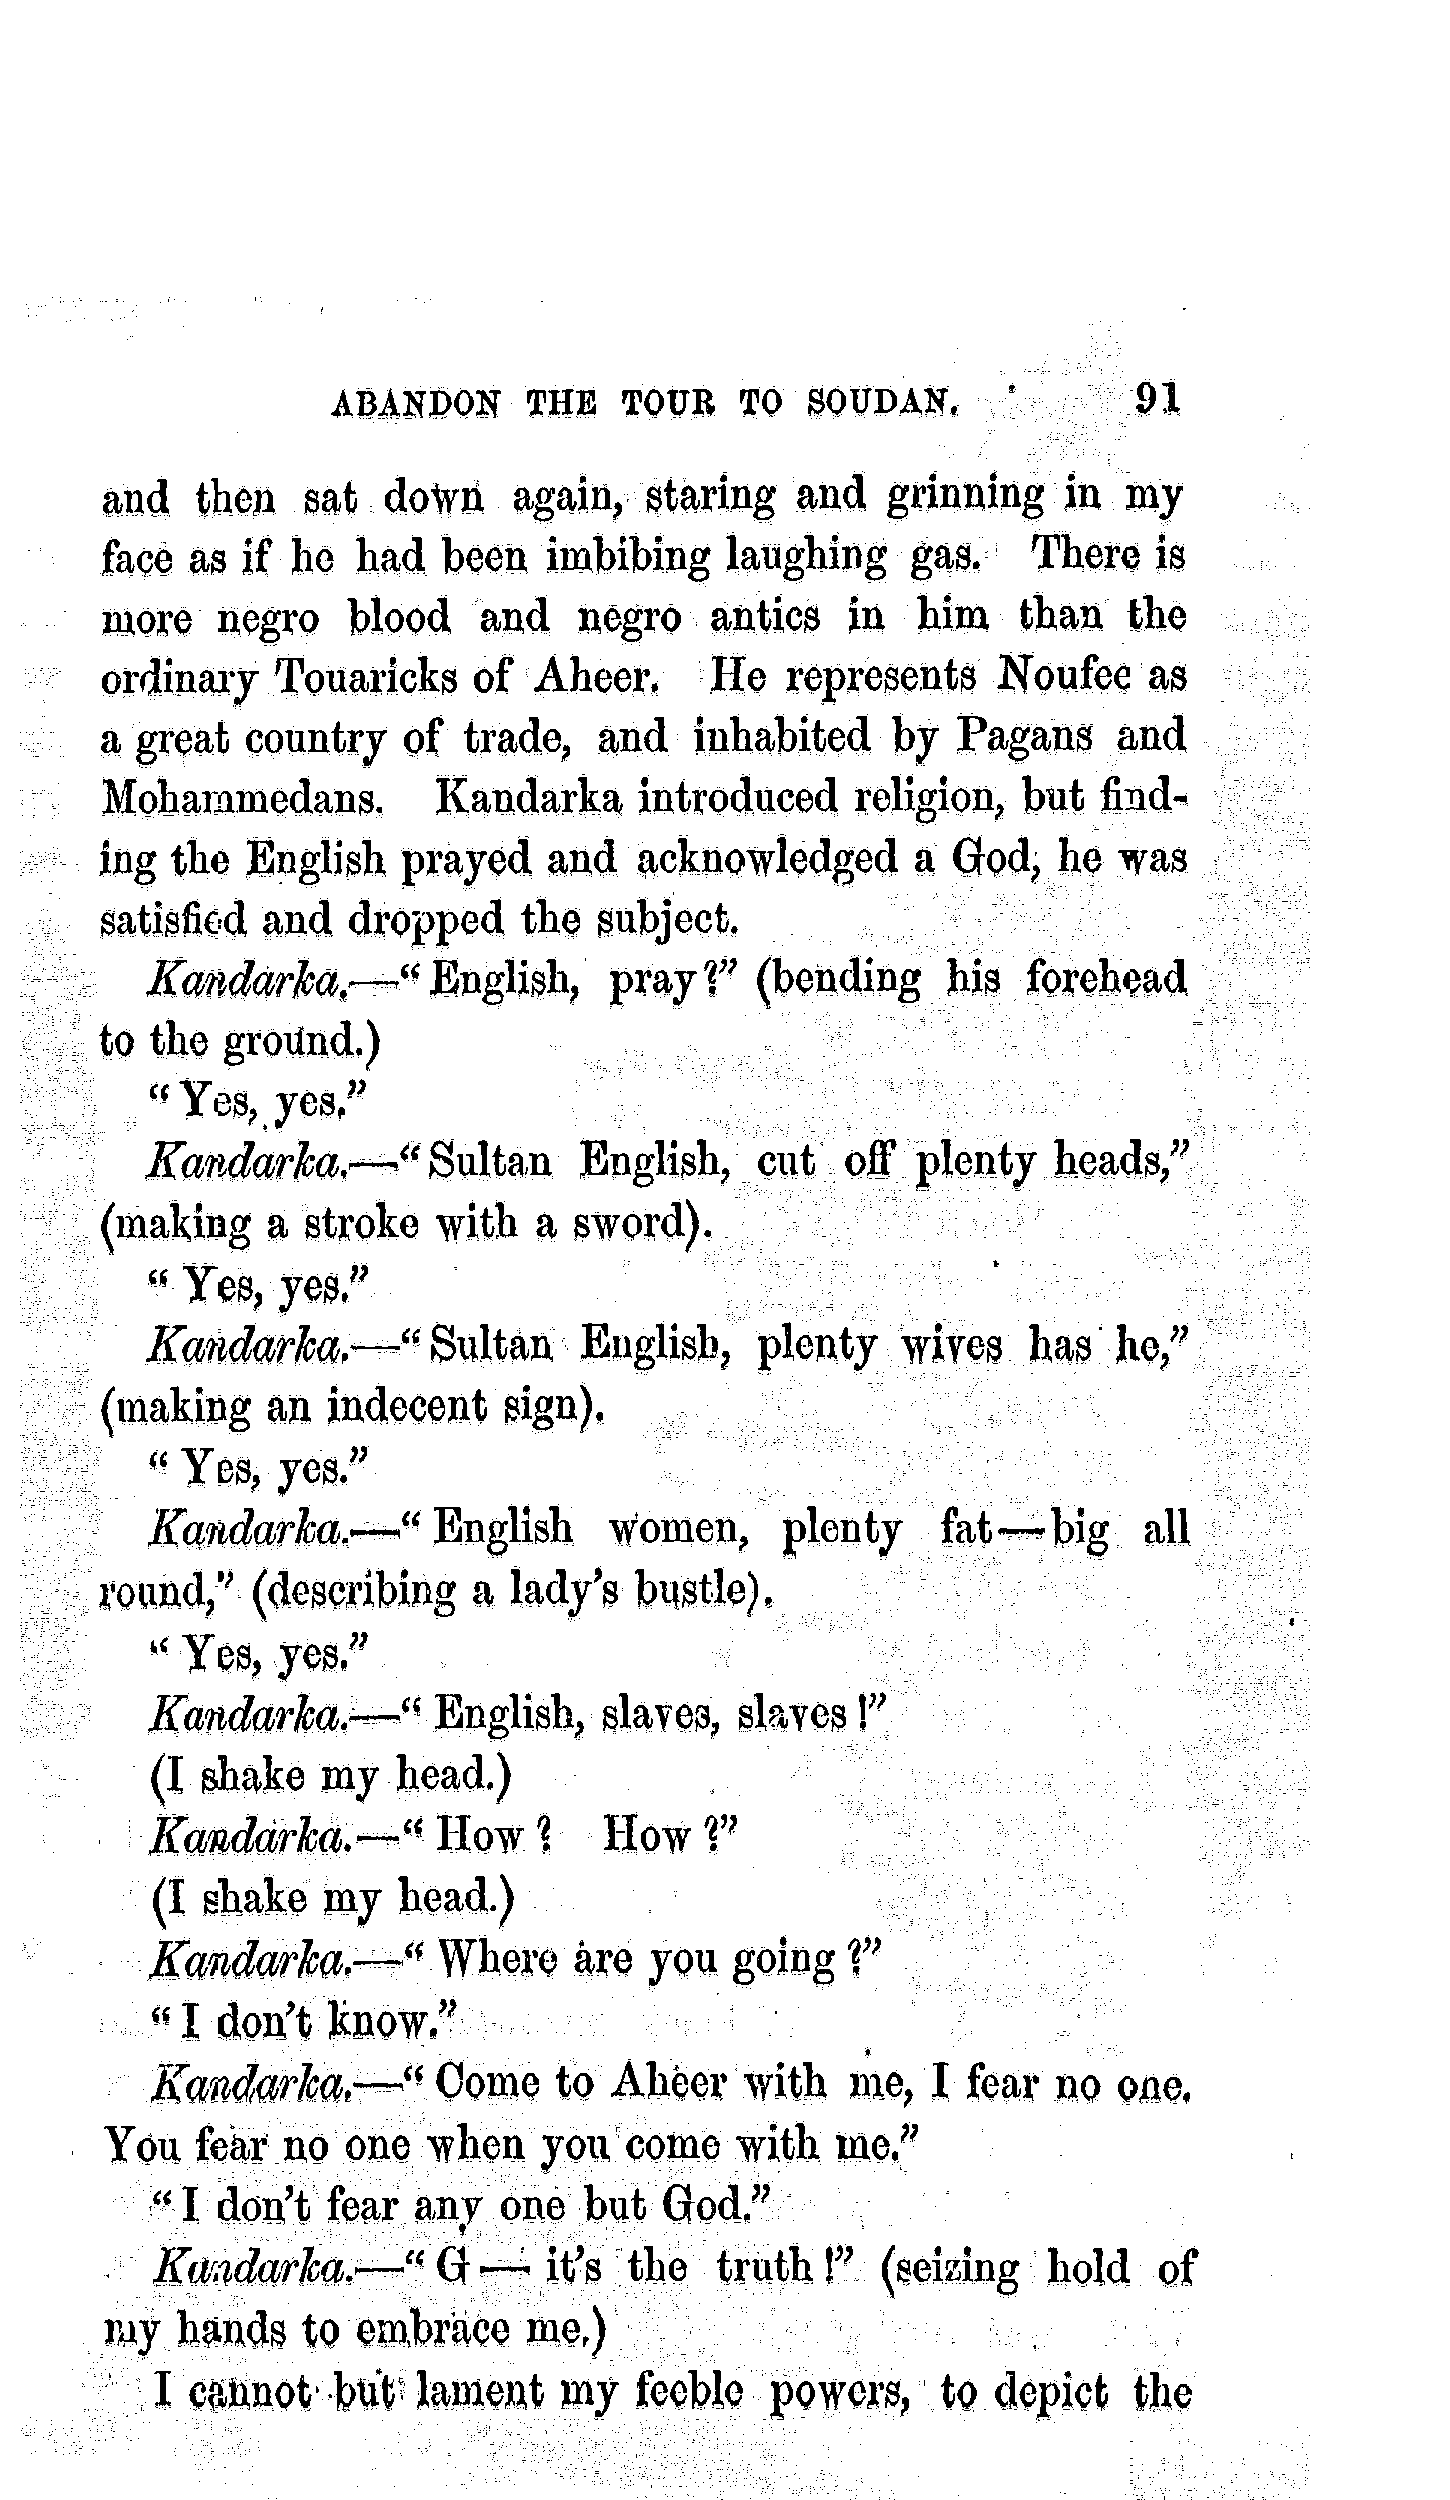 ABANDON THE TOUR TO SOUDAN. 91
and then sat down again, staring and grinning in my
face as if he had been imbibing laughing gas. There is
more negro blood and negro antics in him than the
ordinary Touaricks of Aheer. He represents Noufee as
a great country of trade, and inhabited by Pagans and
Mohammedans. Kandarka introduced religion, but find-
ing the English prayed and acknowledged a God, he was
satisfied and dropped the subject.
Kandarka.—“English, pray?” (bending his forehead
to the ground.)
“Yes, yes.”
Kandarka.—“Sultan English, cut off plenty heads,”
(making a stroke with a sword).
“Yes, yes.”
Kandarka.—“Sultan English, plenty wives has he,”
(making an indecent sign).
“Yes, yes.”
Kandarka.—“English women, plenty fat—big all
round,” (describing a lady’s bustle).
“Yes, yes.”
Kandarka.—“English, slaves, slaves!”
(I shake my head.)
Kandarka.—“How? How?”
(I shake my head.)
Kandarka.—“Where are you going?”
“I don’t know.”
Kandarka.—“Come to Aheer with me, I fear no one.
You fear no one when you come with me.”
“I don’t fear any one but God.”
Kandarka.—“G— it’s the truth!” (seizing hold of
my hands to embrace me.)
I cannot but lament my feeble powers, to depict the